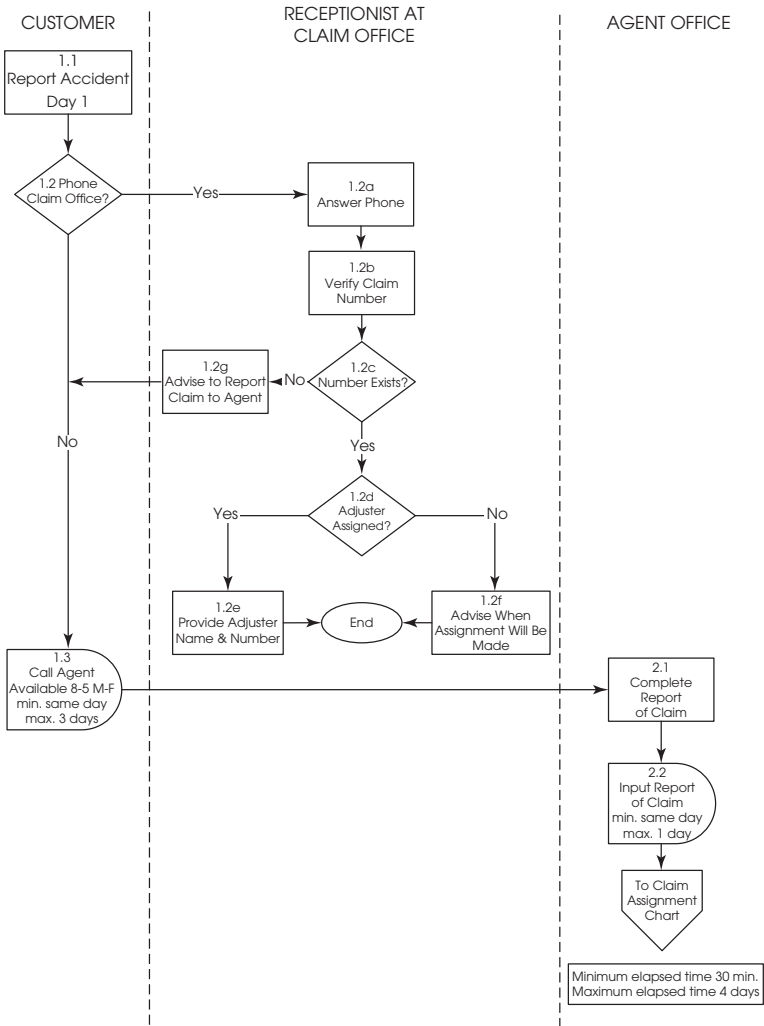 CUSTOMER
RECEPTIONIST AT
CLAIM OFFICE
AGENT OFFICE
1.1
Report Accident
Day 1
1.2 Phone
Claim Office?
Yes
1.2a
Answer Phone
1.2b
Verify Claim
Number
1.2c
Number Exists?
No
1.2g
Advise to Report
Claim to Agent
No
Yes
1.2d
Adjuster
Assigned?
Yes
No
1.2e
Provide Adjuster
Name & Number
End
1.2f
Advise When
Assignment Will Be
Made
1.3
Call Agent
Available 8-5 M-F
min. same day
max. 3 days
2.1
Complete
Report
of Claim
2.2
Input Report
of Claim
min. same day
max. 1 day
To Claim
Assignment
Chart
Minimum elapsed time 30 min.
Maximum elapsed time 4 days